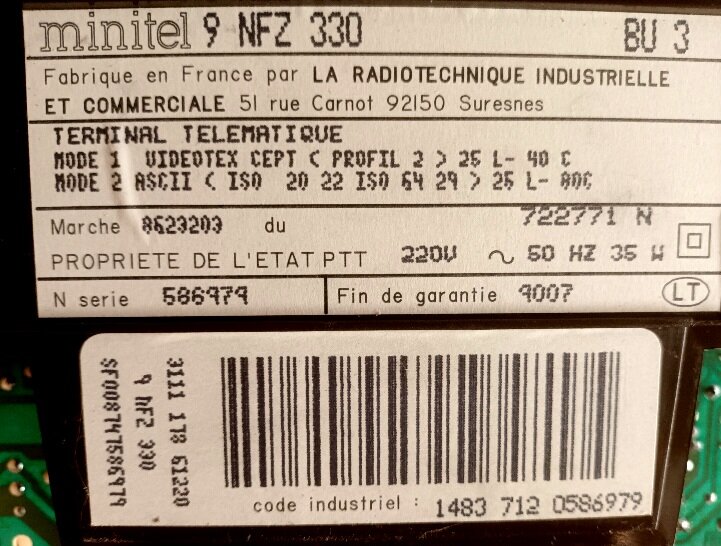 minitel 9 NFZ 330 BU 3
Fabrique en France par LA RADIOTECHNIQUE INDUSTRIELLE
ET COMMERCIALE 51 rue Carnot 92150 Suresnes
TERMINAL TELEMATIQUE
MODE 1 VIDEOTEX CEPT ( PROFIL 2 ) 25 L- 40 C
MODE 2 ASCII ( ISO 20 22 ISO 64 29 ) 25 L- 80C
Marche 8623203 du 722771 N
PROPRIETE DE L'ETAT PTT 220V ~ 50 HZ 35 W
N serie 586979 Fin de garantie 9007 LT
3111 178 61220
9 NFZ 330
SF008747586979
code industriel : 1483 712 0586979